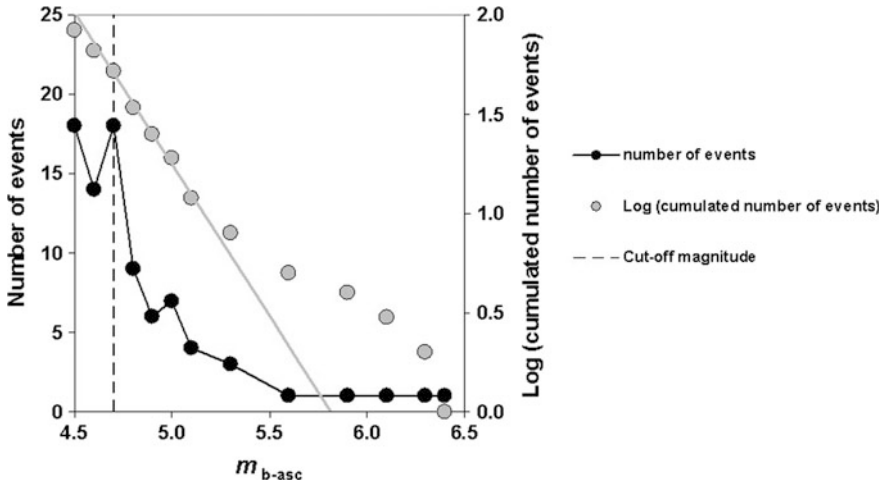 25
20
15
10
5
0
Number of events
2.0
1.5
1.0
0.5
0.0
Log (cumulated number of events)
4.5 5.0 5.5 6.0 6.5
m b-asc
number of events
Log (cumulated number of events)
Cut-off magnitude